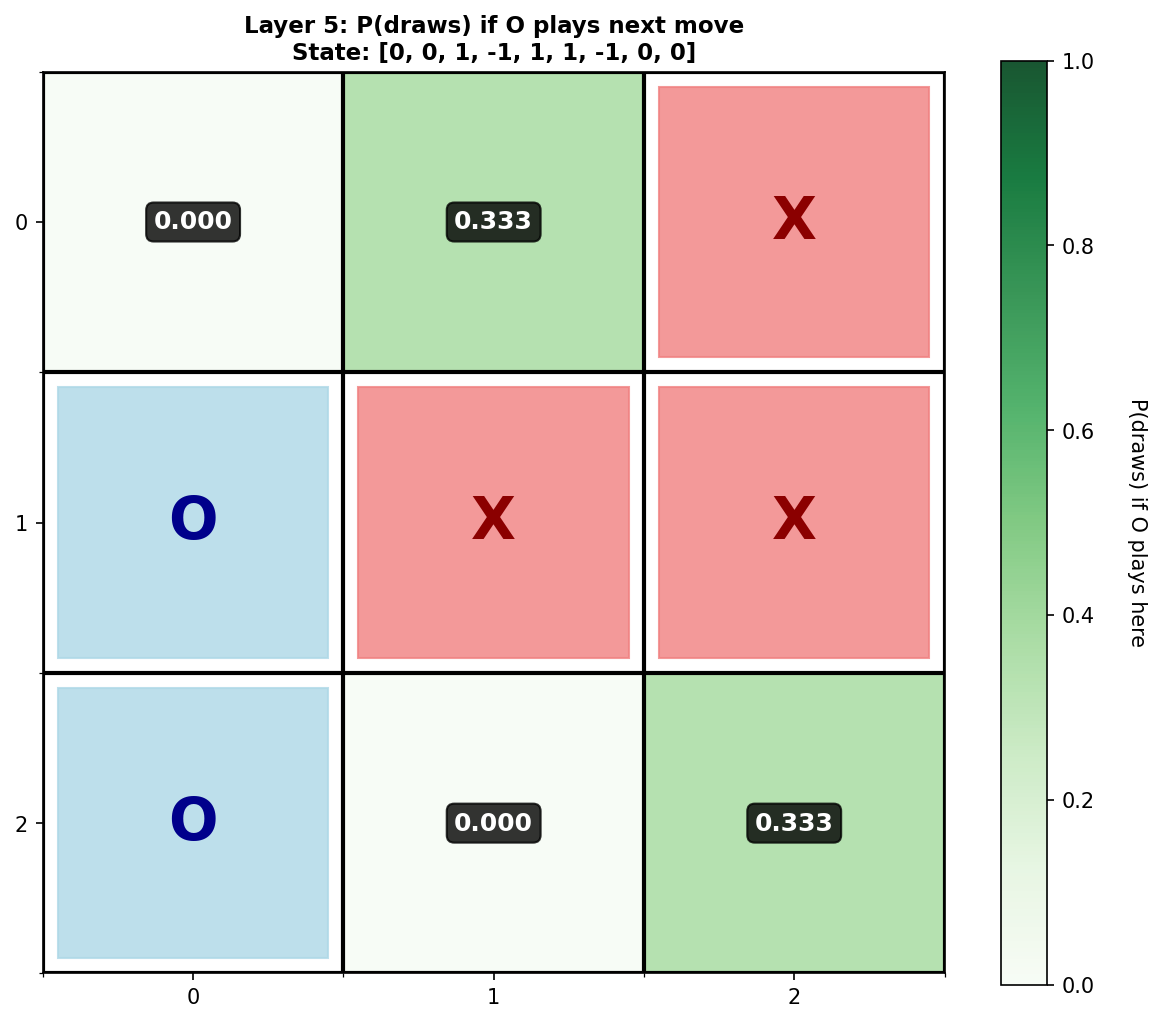 Layer 5: P(draws) if O plays next move
State: [0, 0, 1, -1, 1, 1, -1, 0, 0]
0
0.000
0.333
X
1
O
X
X
2
O
0.000
0.333
0
1
2
1.0
0.8
0.6
0.4
0.2
0.0
P(draws) if O plays here